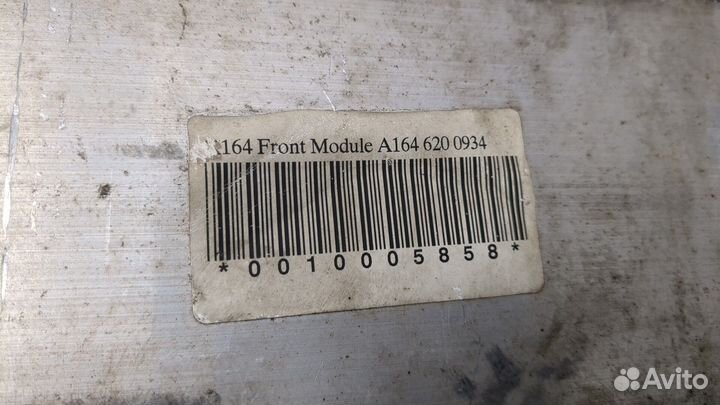 164 Front Module A164 620 0934
*0010005858*
Avito